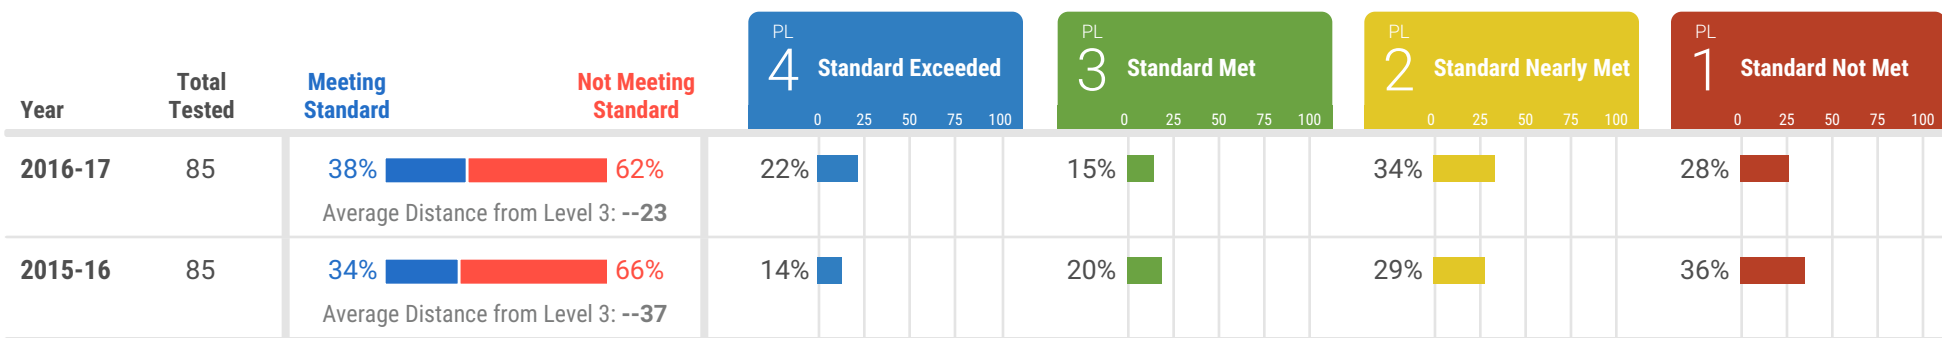 Year
Total
Tested
Meeting
Standard
Not Meeting
Standard
PL
4 Standard Exceeded
0 25 50 75 100
PL
3 Standard Met
0 25 50 75 100
PL
2 Standard Nearly Met
0 25 50 75 100
PL
1 Standard Not Met
0 25 50 75 100
2016-17 85 38% 62% 22% 15% 34% 28%
Average Distance from Level 3: --23
2015-16 85 34% 66% 14% 20% 29% 36%
Average Distance from Level 3: --37